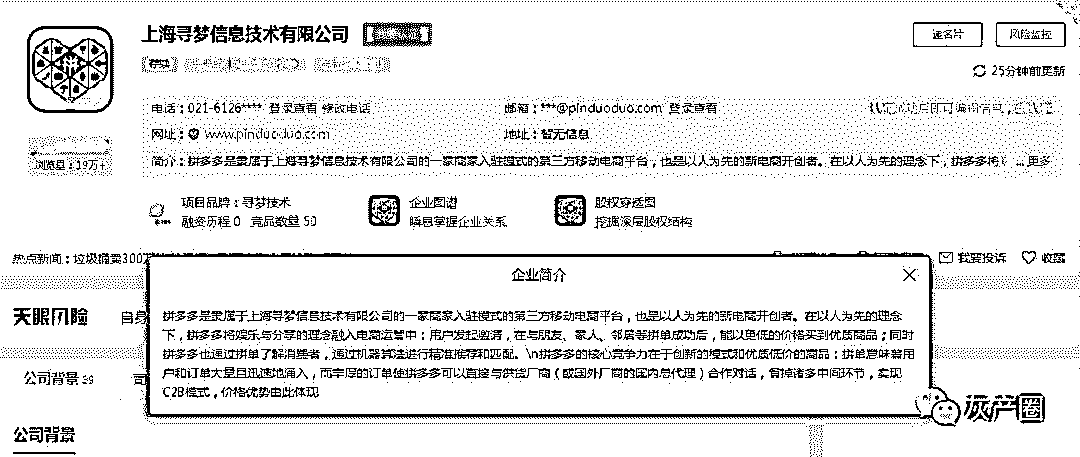 上海寻梦信息技术有限公司
递名片
风险监控
25分钟前更新
电话：021-6126**** 登录查看 修改电话
邮箱：***@pinduoduo.com 登录查看
网址： www.pinduoduo.com
地址：暂无信息
浏览量：19万+
简介：拼多多是隶属于上海寻梦信息技术有限公司的一家商家入驻模式的第三方移动电商平台，也是以人为先的新电商开创者。在以人为先的理念下，拼多多将 ... 更多
项目品牌：寻梦技术
融资历程 0 竞品数量 50
企业图谱
瞬息掌握企业关系
股权穿透图
挖掘深层股权结构
热点新闻：垃圾桶卖300
我要投诉
收藏
企业简介
天眼风险
自身
拼多多是隶属于上海寻梦信息技术有限公司的一家商家入驻模式的第三方移动电商平台，也是以人为先的新电商开创者。在以人为先的理念
下，拼多多将娱乐与分享的理念融入电商运营中：用户发起邀请，在与朋友、家人、邻居等拼单成功后，能以更低的价格买到优质商品；同时
拼多多也通过拼单了解消费者，通过机器算法进行精准推荐和匹配。\n拼多多的核心竞争力在于创新的模式和优质低价的商品：拼单意味着用
户和订单大量且迅速地涌入，而丰厚的订单使拼多多可以直接与供货厂商（或国外厂商的国内总代理）合作对话，省掉诸多中间环节，实现
C2B模式，价格优势由此体现
公司背景 39
司
公司背景
灰产圈